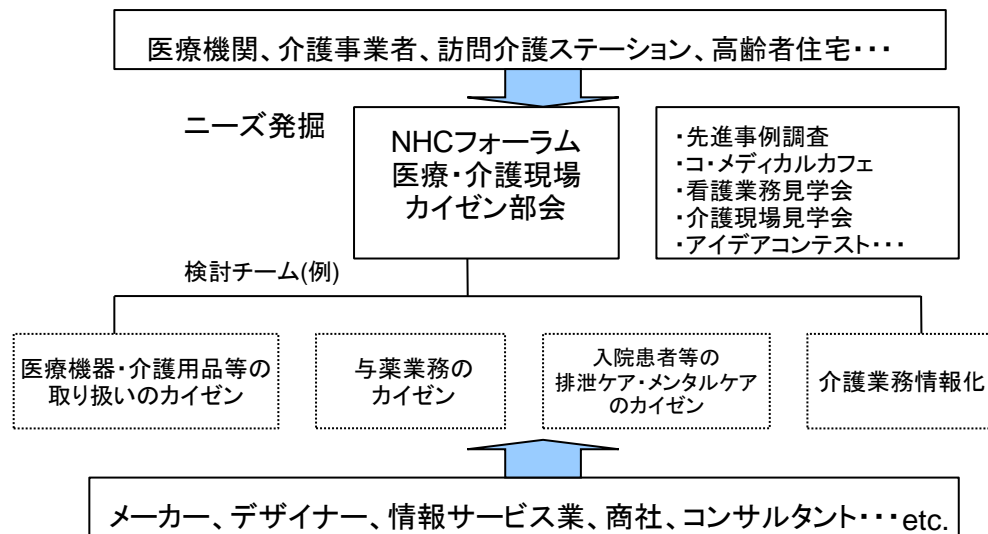 医療機関、介護事業者、訪問介護ステーション、高齢者住宅・・・
ニーズ発掘
NHCフォーラム
医療・介護現場
カイゼン部会
・先進事例調査
・コ・メディカルカフェ
・看護業務見学会
・介護現場見学会
・アイデアコンテスト・・・
検討チーム(例)
医療機器・介護用品等の
取り扱いのカイゼン
与薬業務の
カイゼン
入院患者等の
排泄ケア・メンタルケア
のカイゼン
介護業務情報化
メーカー、デザイナー、情報サービス業、商社、コンサルタント・・・etc.